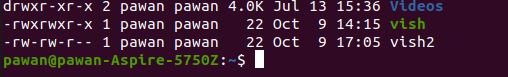 drwxr-xr-x 2 pawan pawan 4.0K Jul 13 15:36 Videos
-rwxrwxr-x 1 pawan pawan   22 Oct  9 14:15 vish
-rw-rw-r-- 1 pawan pawan   22 Oct  9 17:05 vish2
pawan@pawan-Aspire-5750Z:~$